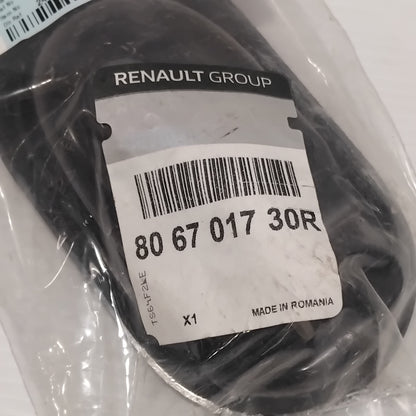 RENAULT GROUP
80 67 017 30R
X1
MADE IN ROMANIA